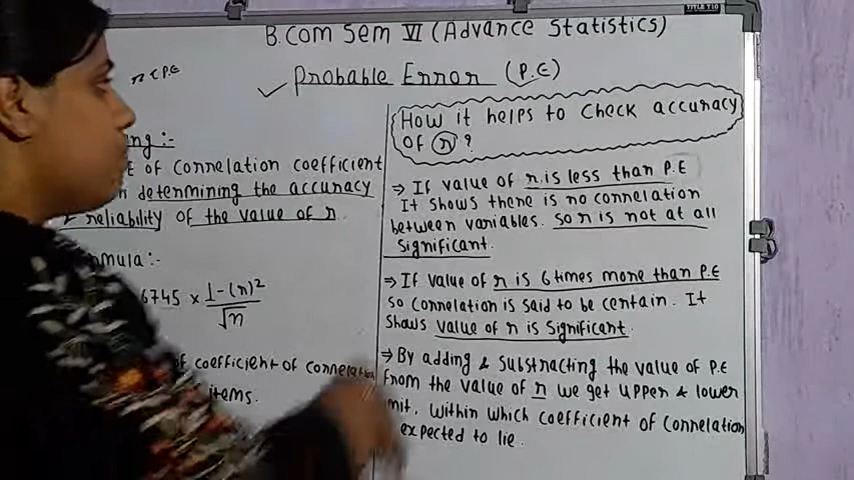 TITLE T10
B.Com Sem VI (Advance Statistics)
Probable Error (P.E)
r < P.E
ng:-
of correlation coefficient
determining the accuracy
& reliability of the value of r
mula:-
6745 × 1-(r)²
√n
of coefficient of correlation
items.
How it helps to check accuracy
of r ?
⇒ If value of r is less than P.E
It shows there is no correlation
between variables. so r is not at all
significant.
⇒ If value of r is 6 times more than P.E
so correlation is said to be certain. It
shows value of r is significant.
⇒ By adding & substracting the value of P.E
from the value of r we get upper & lower
mit, within which coefficient of correlation
expected to lie.